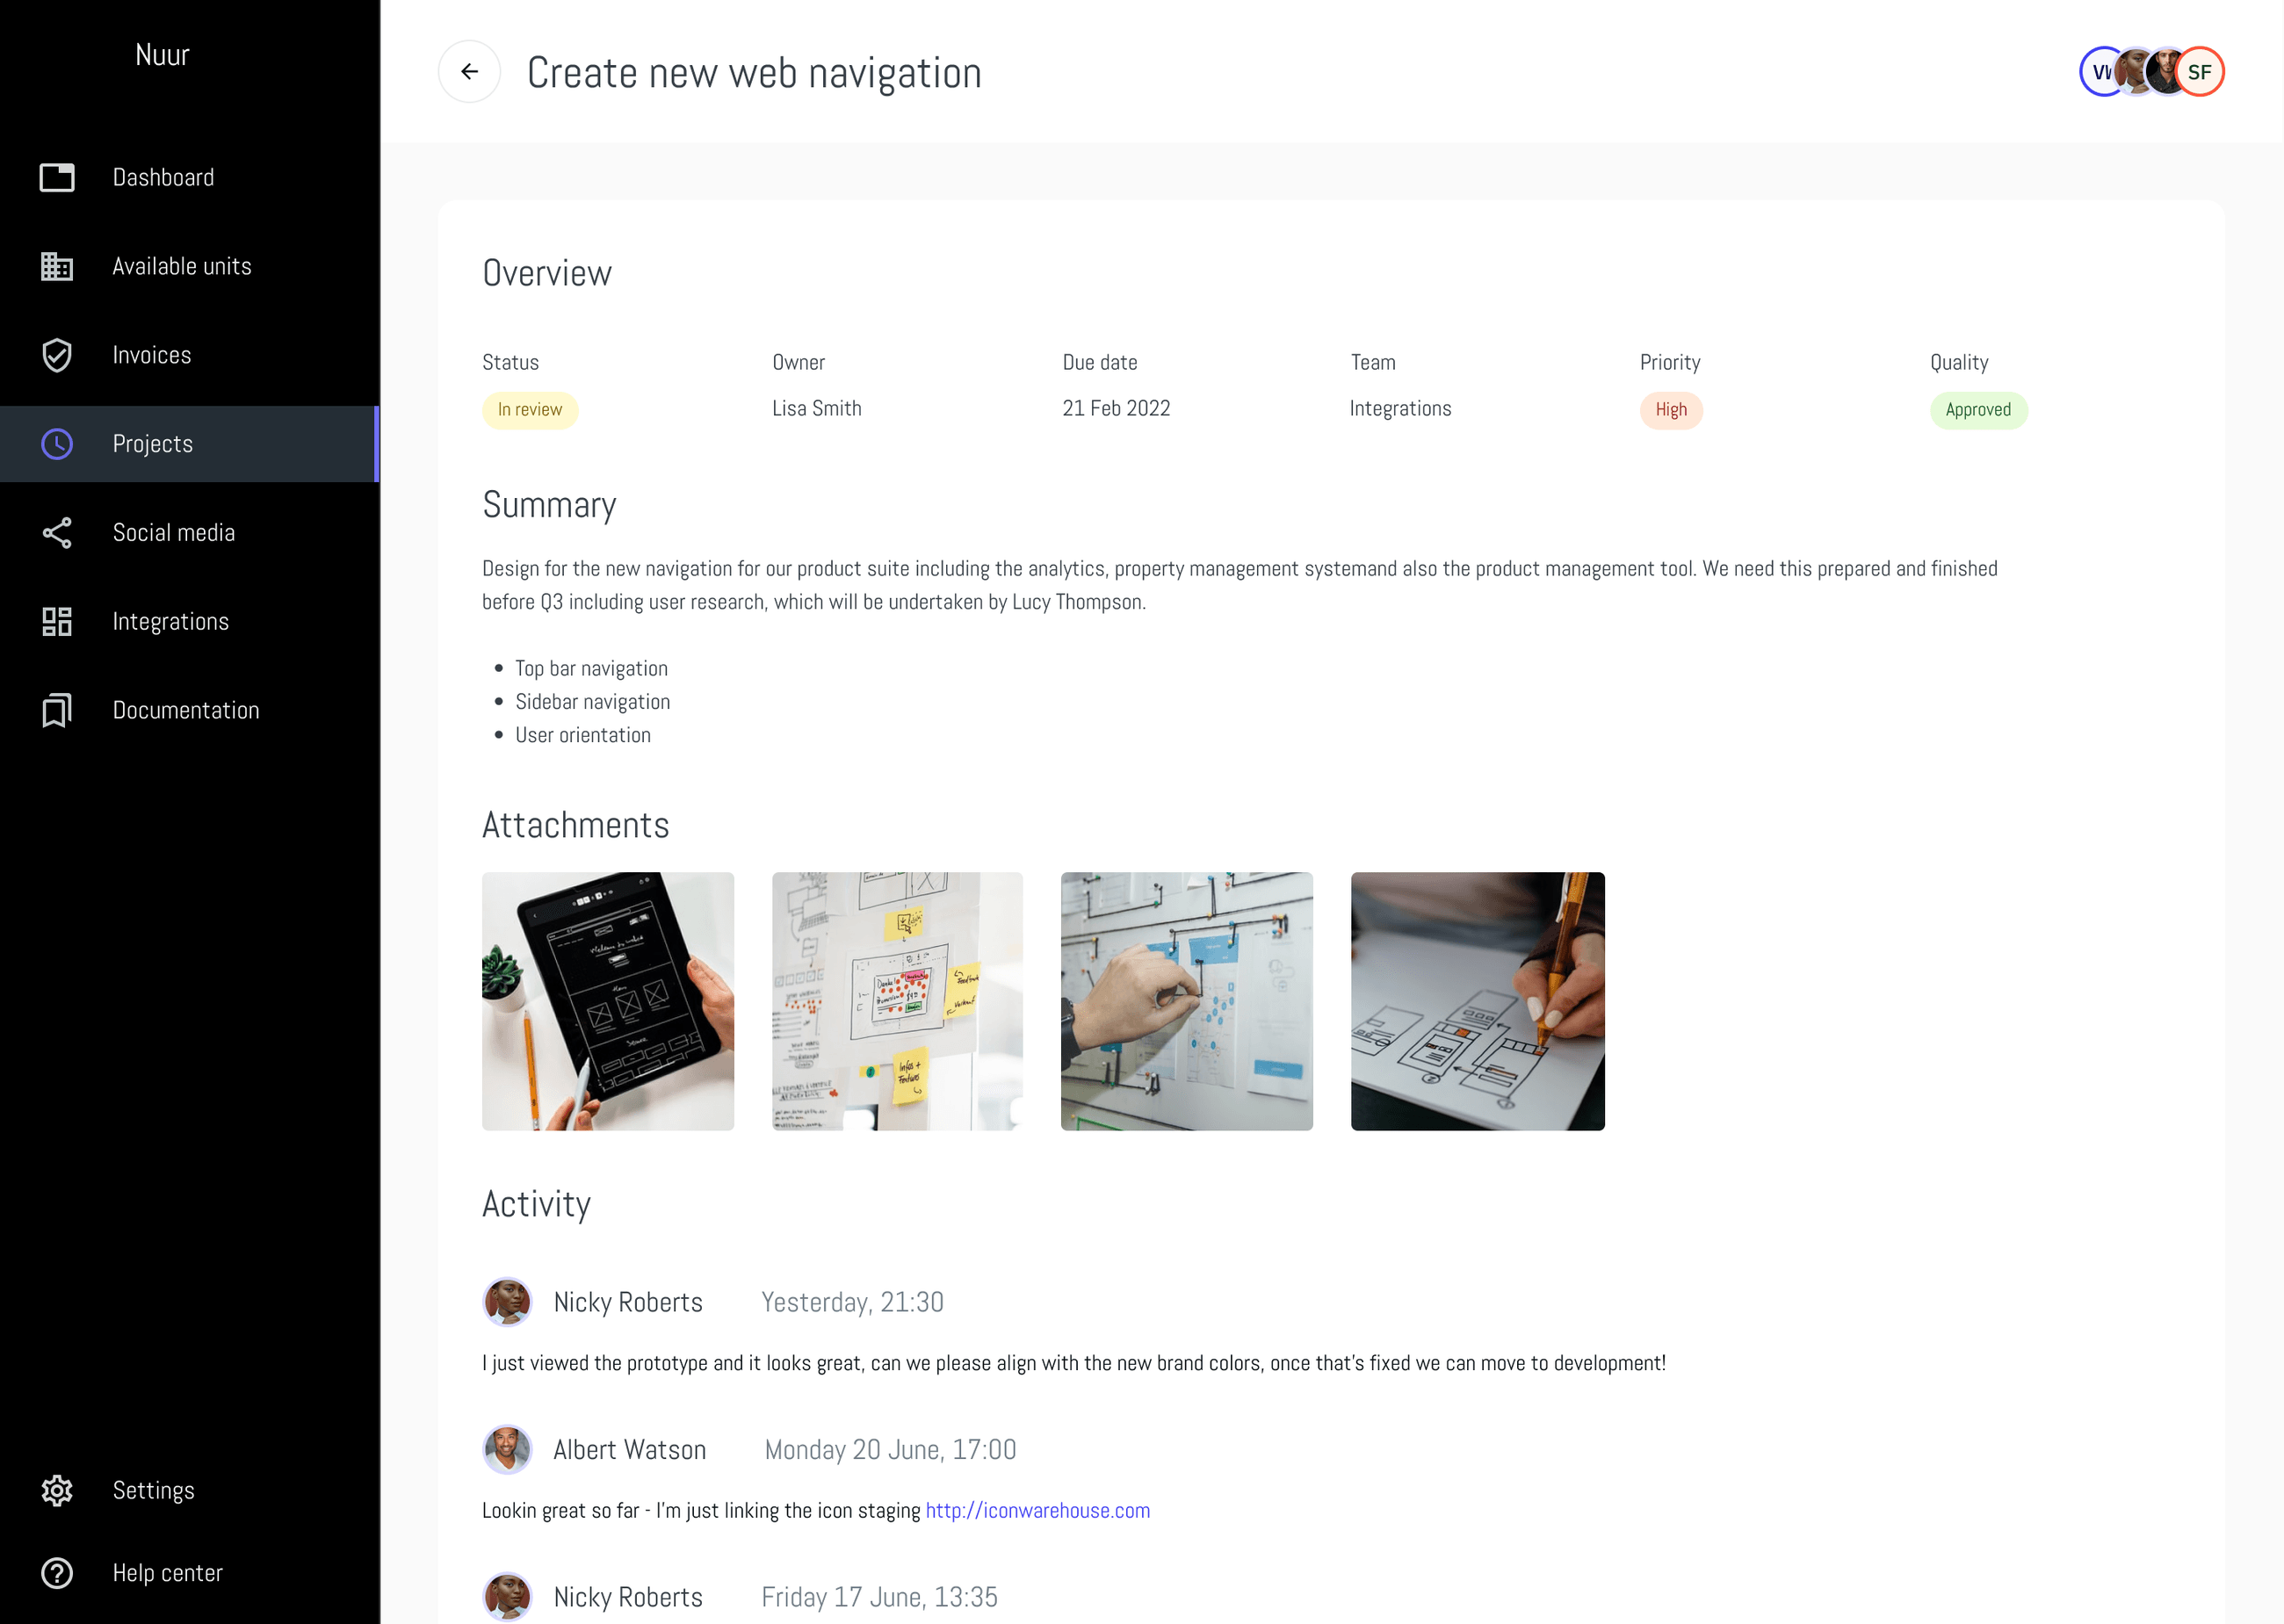 Nuur
Dashboard
Available units
Invoices
Projects
Social media
Integrations
Documentation
Settings
Help center
Create new web navigation
SF
Overview
Status
In review
Owner
Lisa Smith
Due date
21 Feb 2022
Team
Integrations
Priority
High
Quality
Approved
Summary
Design for the new navigation for our product suite including the analytics, property management systemand also the product management tool. We need this prepared and finished
before Q3 including user research, which will be undertaken by Lucy Thompson.
Top bar navigation
Sidebar navigation
User orientation
Attachments
Infos +
Features
Activity
Nicky Roberts
Yesterday, 21:30
I just viewed the prototype and it looks great, can we please align with the new brand colors, once that's fixed we can move to development!
Albert Watson
Monday 20 June, 17:00
Lookin great so far - I'm just linking the icon staging http://iconwarehouse.com
Nicky Roberts
Friday 17 June, 13:35